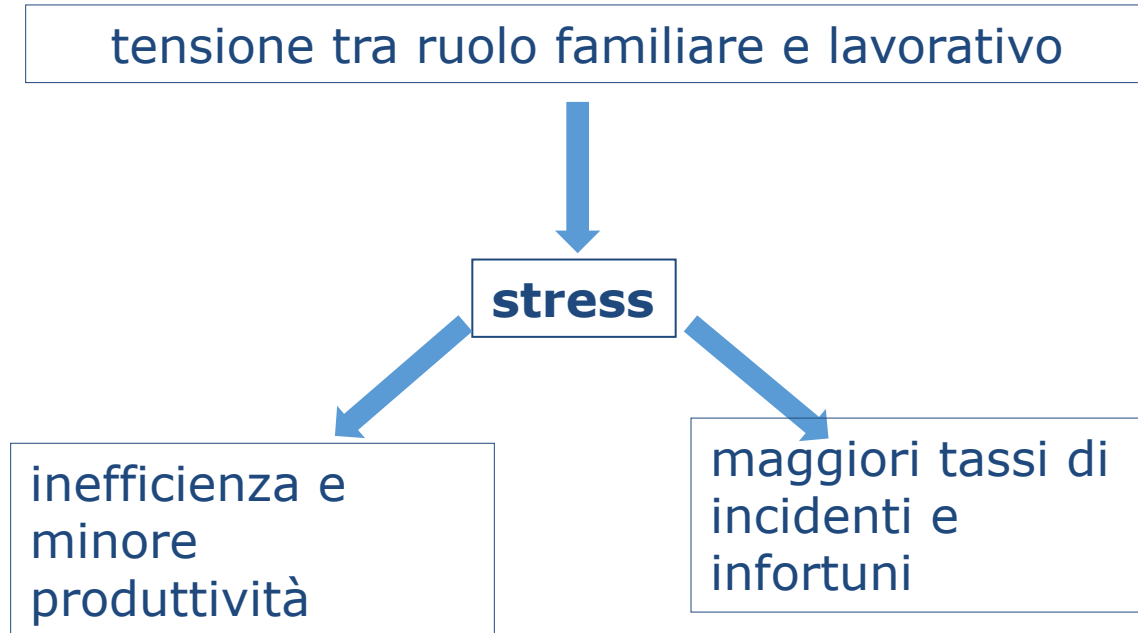 tensione tra ruolo familiare e lavorativo
stress
inefficienza e
minore
produttività
maggiori tassi di
incidenti e
infortuni